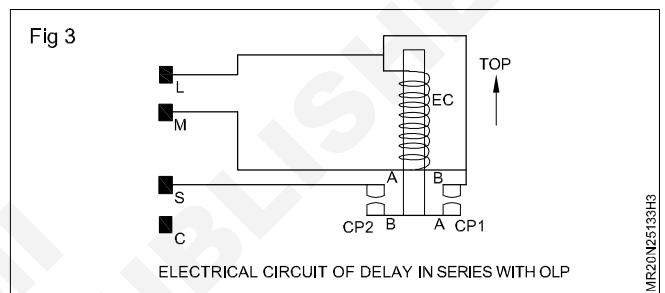 Fig 3
TOP
L
EC
M
A B
S
CP2 B A CP1
C
ELECTRICAL CIRCUIT OF DELAY IN SERIES WITH OLP
MR20N25133H3